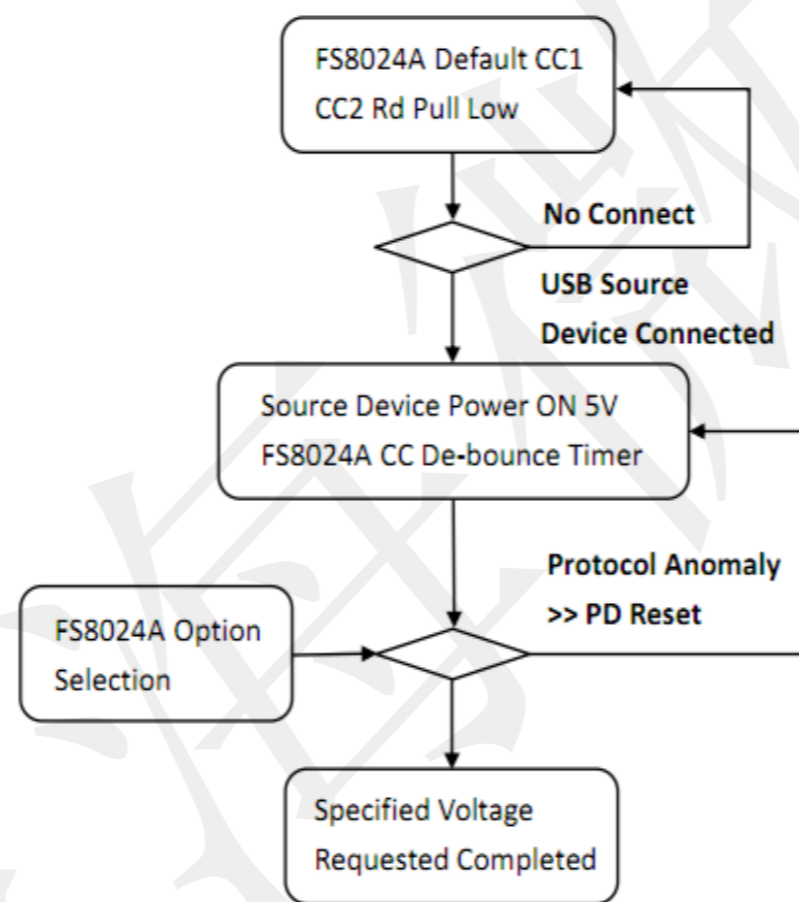 FS8024A Default CC1
CC2 Rd Pull Low
No Connect
USB Source
Device Connected
Source Device Power ON 5V
FS8024A CC De-bounce Timer
Protocol Anomaly
>> PD Reset
FS8024A Option
Selection
Specified Voltage
Requested Completed